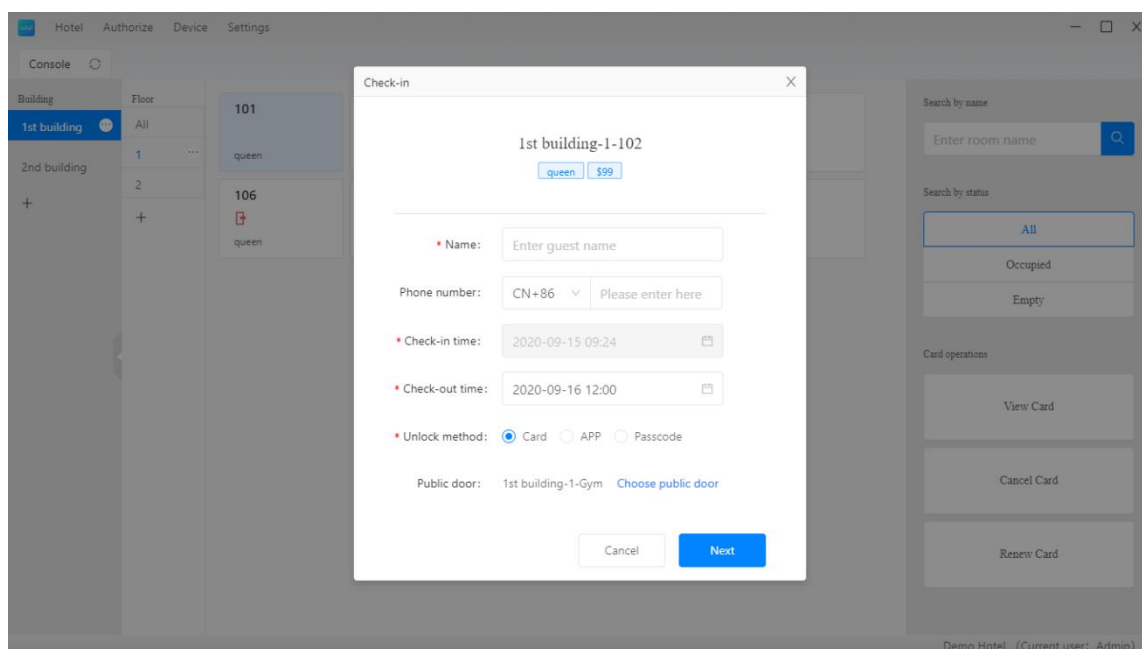 Hotel Authorize Device Settings
Console
Building
1st building
2nd building
+
Floor
All
1 ...
2
+
101
queen
106
queen
Check-in X
1st building-1-102
queen $99
* Name: Enter guest name
Phone number: CN+86 Please enter here
* Check-in time: 2020-09-15 09:24
* Check-out time: 2020-09-16 12:00
* Unlock method: Card APP Passcode
Public door: 1st building-1-Gym Choose public door
Cancel Next
Search by name
Enter room name
Search by status
All
Occupied
Empty
Card operations
View Card
Cancel Card
Renew Card
Demo Hotel (Current user: Admin)